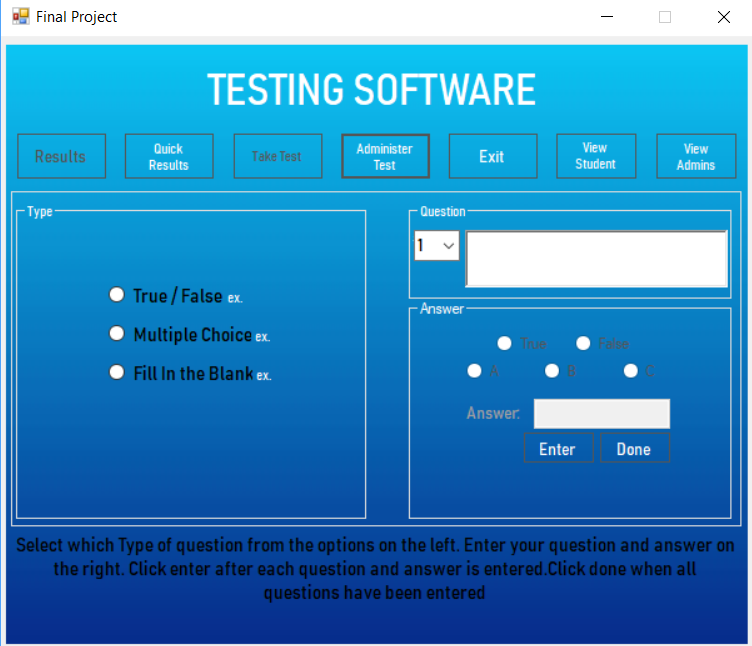 Final Project
TESTING SOFTWARE
Results
Quick
Results
Take Test
Administer
Test
Exit
View
Student
View
Admins
Type
True / False ex.
Multiple Choice ex.
Fill In the Blank ex.
Question
1
Answer
True False
A B C
Answer:
Enter Done
Select which Type of question from the options on the left. Enter your question and answer on
the right. Click enter after each question and answer is entered.Click done when all
questions have been entered